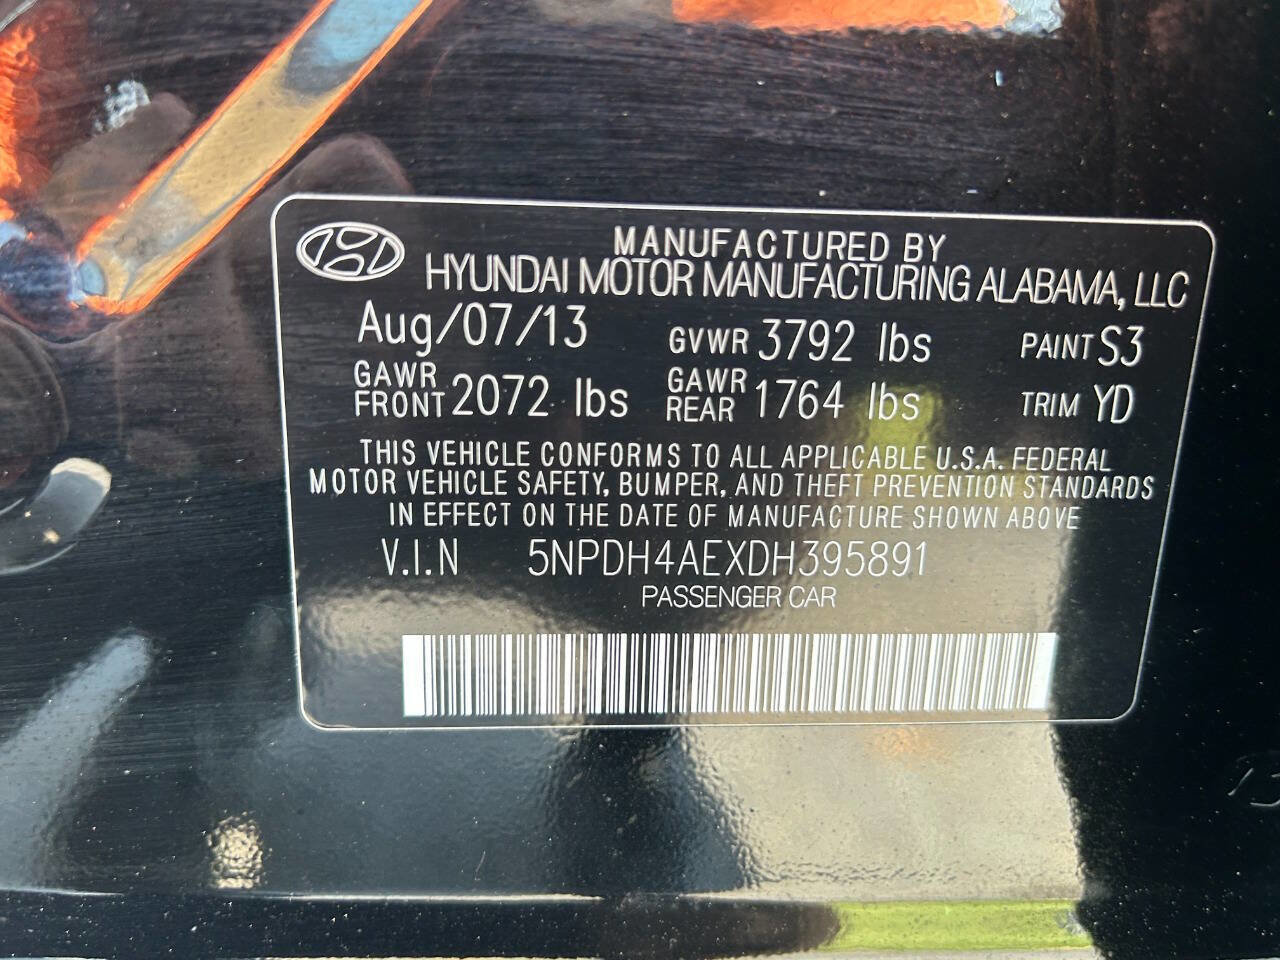 MANUFACTURED BY
HYUNDAI MOTOR MANUFACTURING ALABAMA, LLC
Aug/07/13 GVWR 3792 lbs PAINT S3
GAWR FRONT 2072 lbs GAWR REAR 1764 lbs TRIM YD
THIS VEHICLE CONFORMS TO ALL APPLICABLE U.S.A. FEDERAL
MOTOR VEHICLE SAFETY, BUMPER, AND THEFT PREVENTION STANDARDS
IN EFFECT ON THE DATE OF MANUFACTURE SHOWN ABOVE
V.I.N 5NPDH4AEXDH395891
PASSENGER CAR